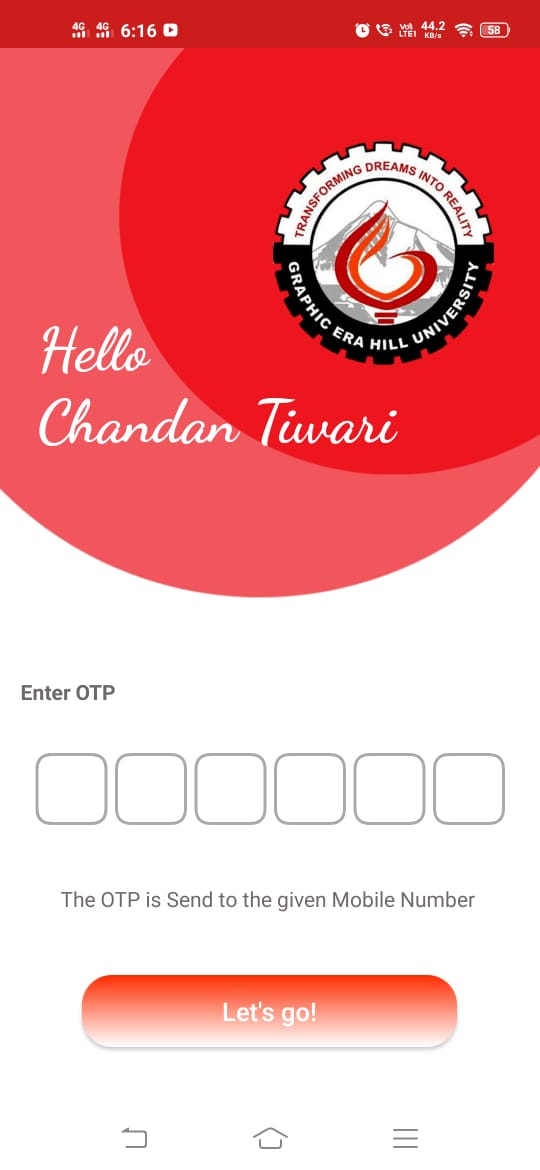 4G 4G 6:16 Vo) LTE1 44.2 KB/s 58
TRANSFORMING DREAMS INTO REALITY
GRAPHIC ERA HILL UNIVERSITY
Hello
Chandan Tiwari
Enter OTP
The OTP is Send to the given Mobile Number
Let's go!